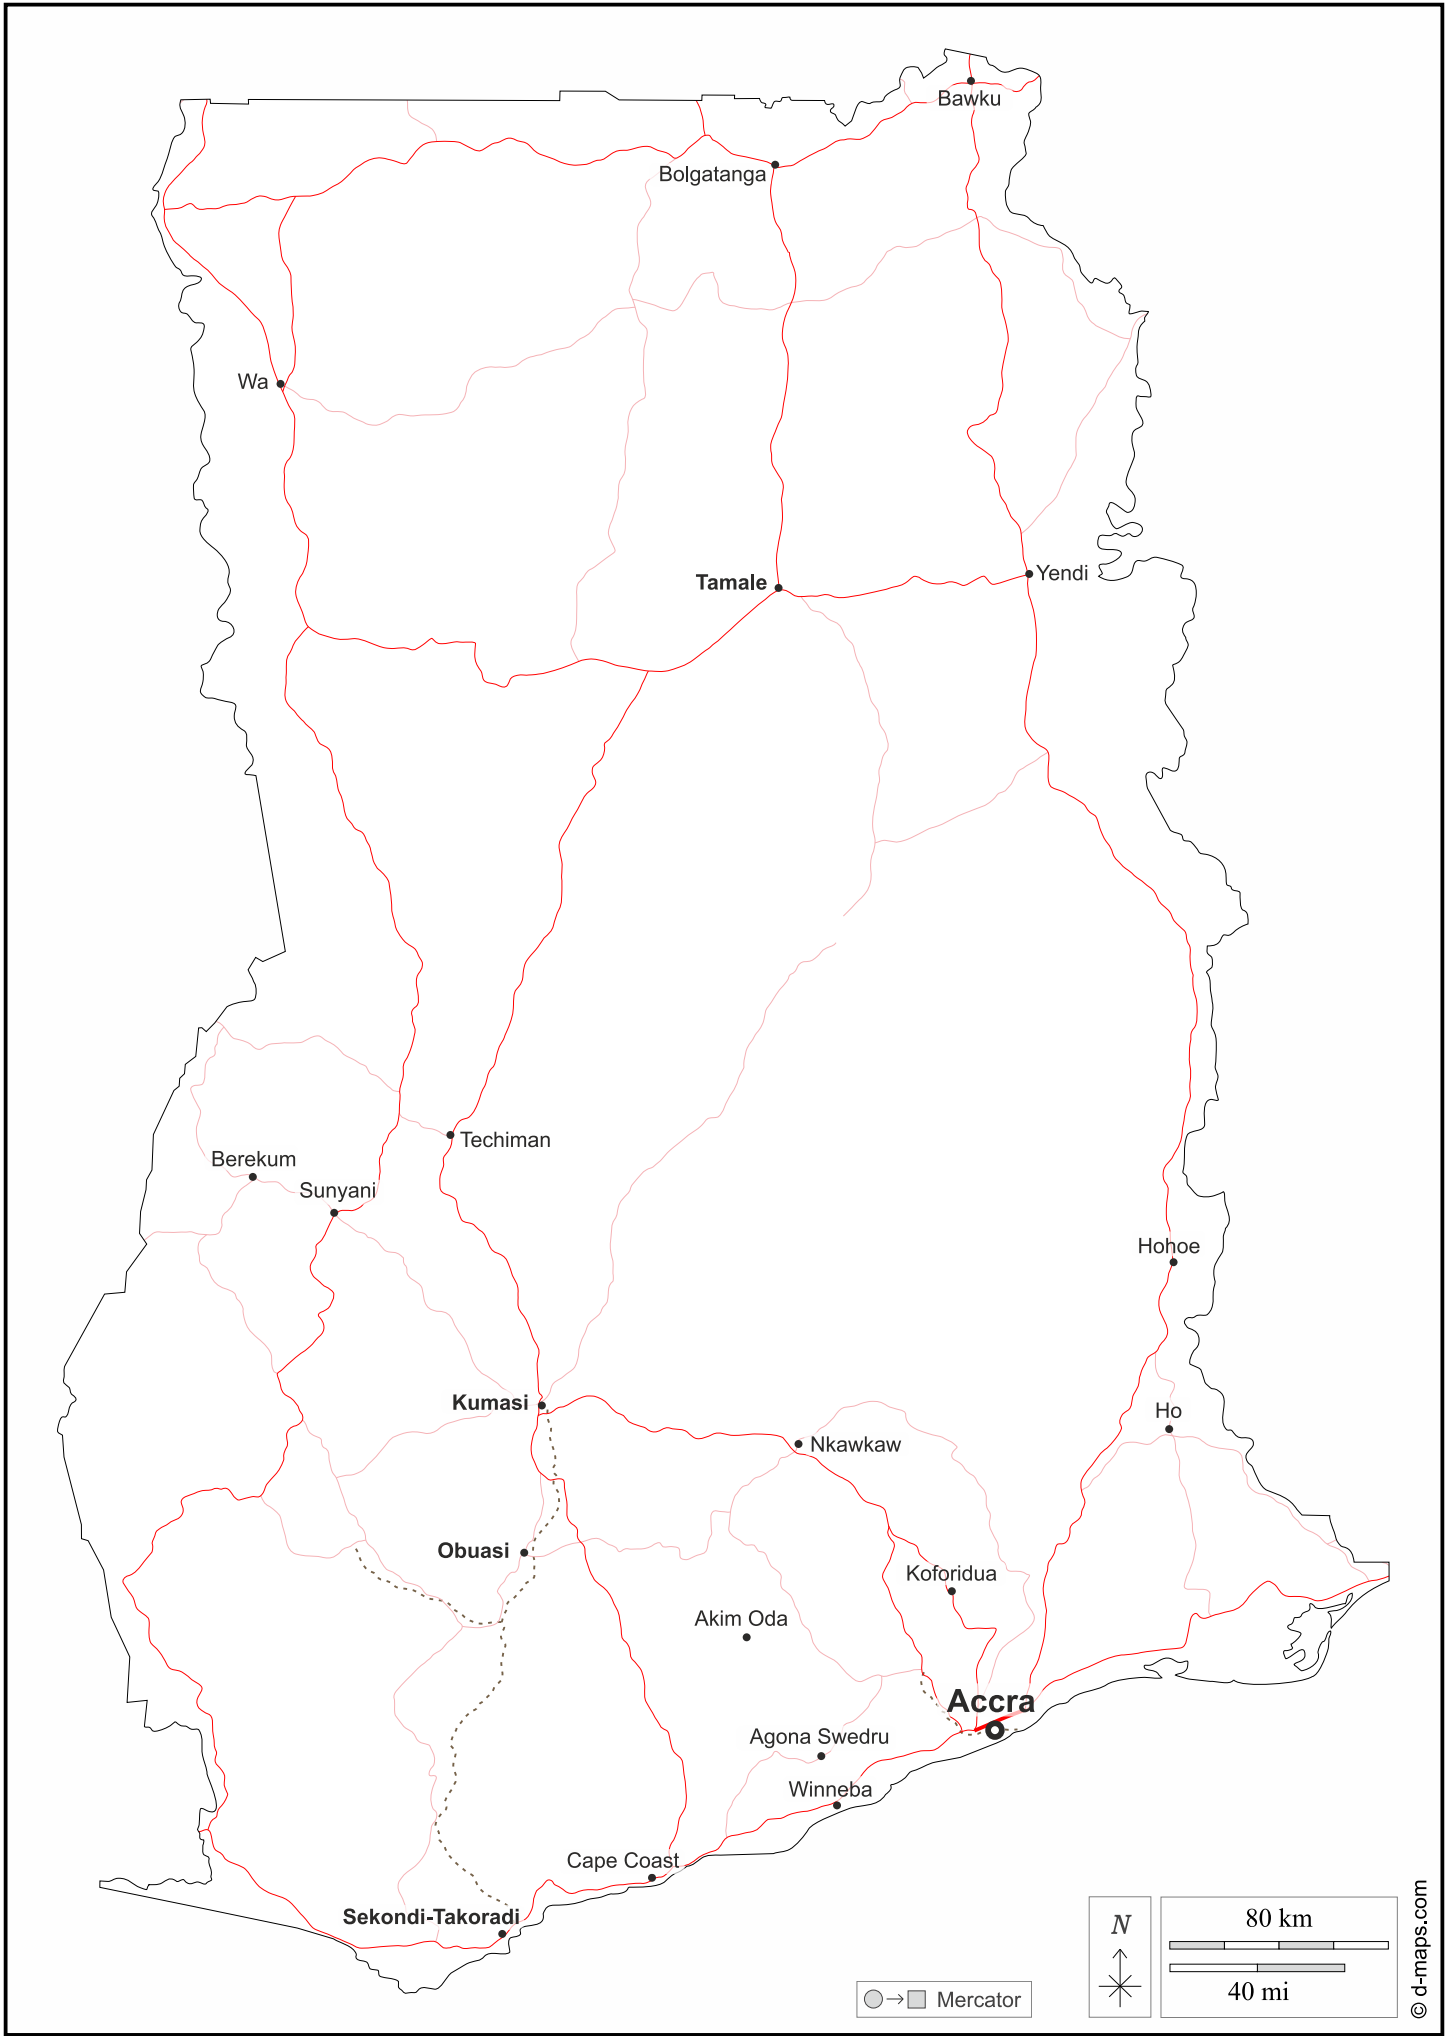 Bawku
Bolgatanga
Wa
Tamale
Yendi
Techiman
Berekum
Sunyani
Hohoe
Kumasi
Ho
Nkawkaw
Obuasi
Koforidua
Akim Oda
Accra
Agona Swedru
Winneba
Cape Coast
Sekondi-Takoradi
N
80 km
40 mi
Mercator
© d-maps.com